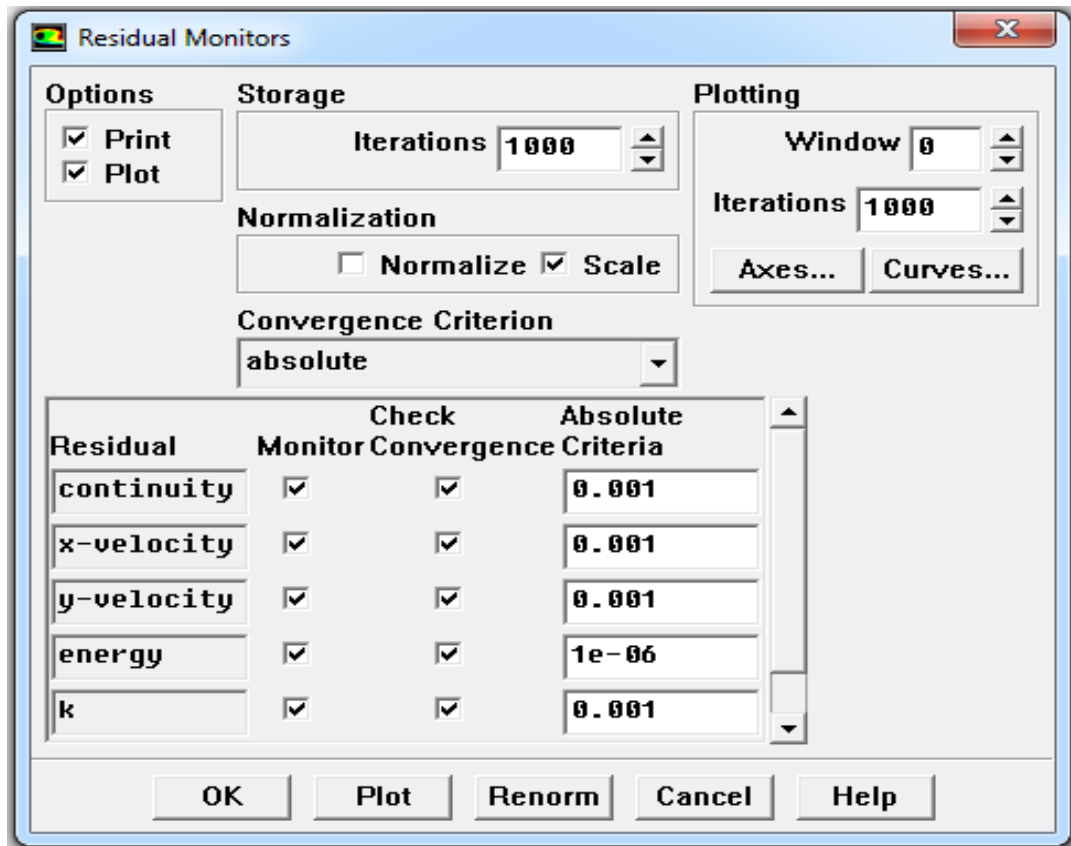 Residual Monitors
Options
Print
Plot
Storage
Iterations 1000
Normalization
Normalize Scale
Convergence Criterion
absolute
Plotting
Window 0
Iterations 1000
Axes... Curves...
Residual Monitor Check Convergence Absolute Criteria
continuity 0.001
x-velocity 0.001
y-velocity 0.001
energy 1e-06
k 0.001
OK Plot Renorm Cancel Help